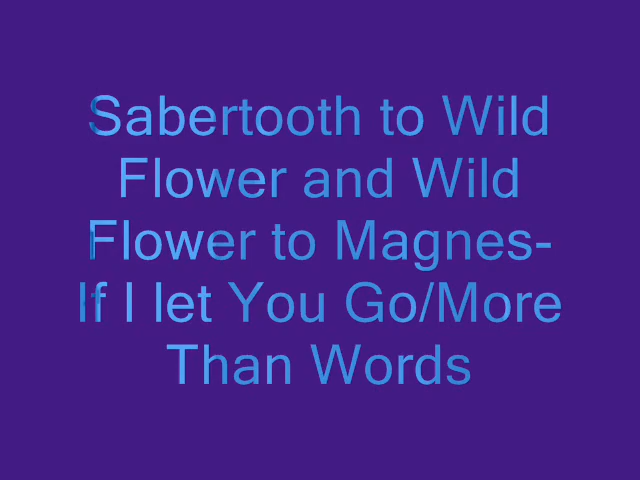 Sabertooth to Wild
Flower and Wild
Flower to Magnes-
If I let You Go/More
Than Words